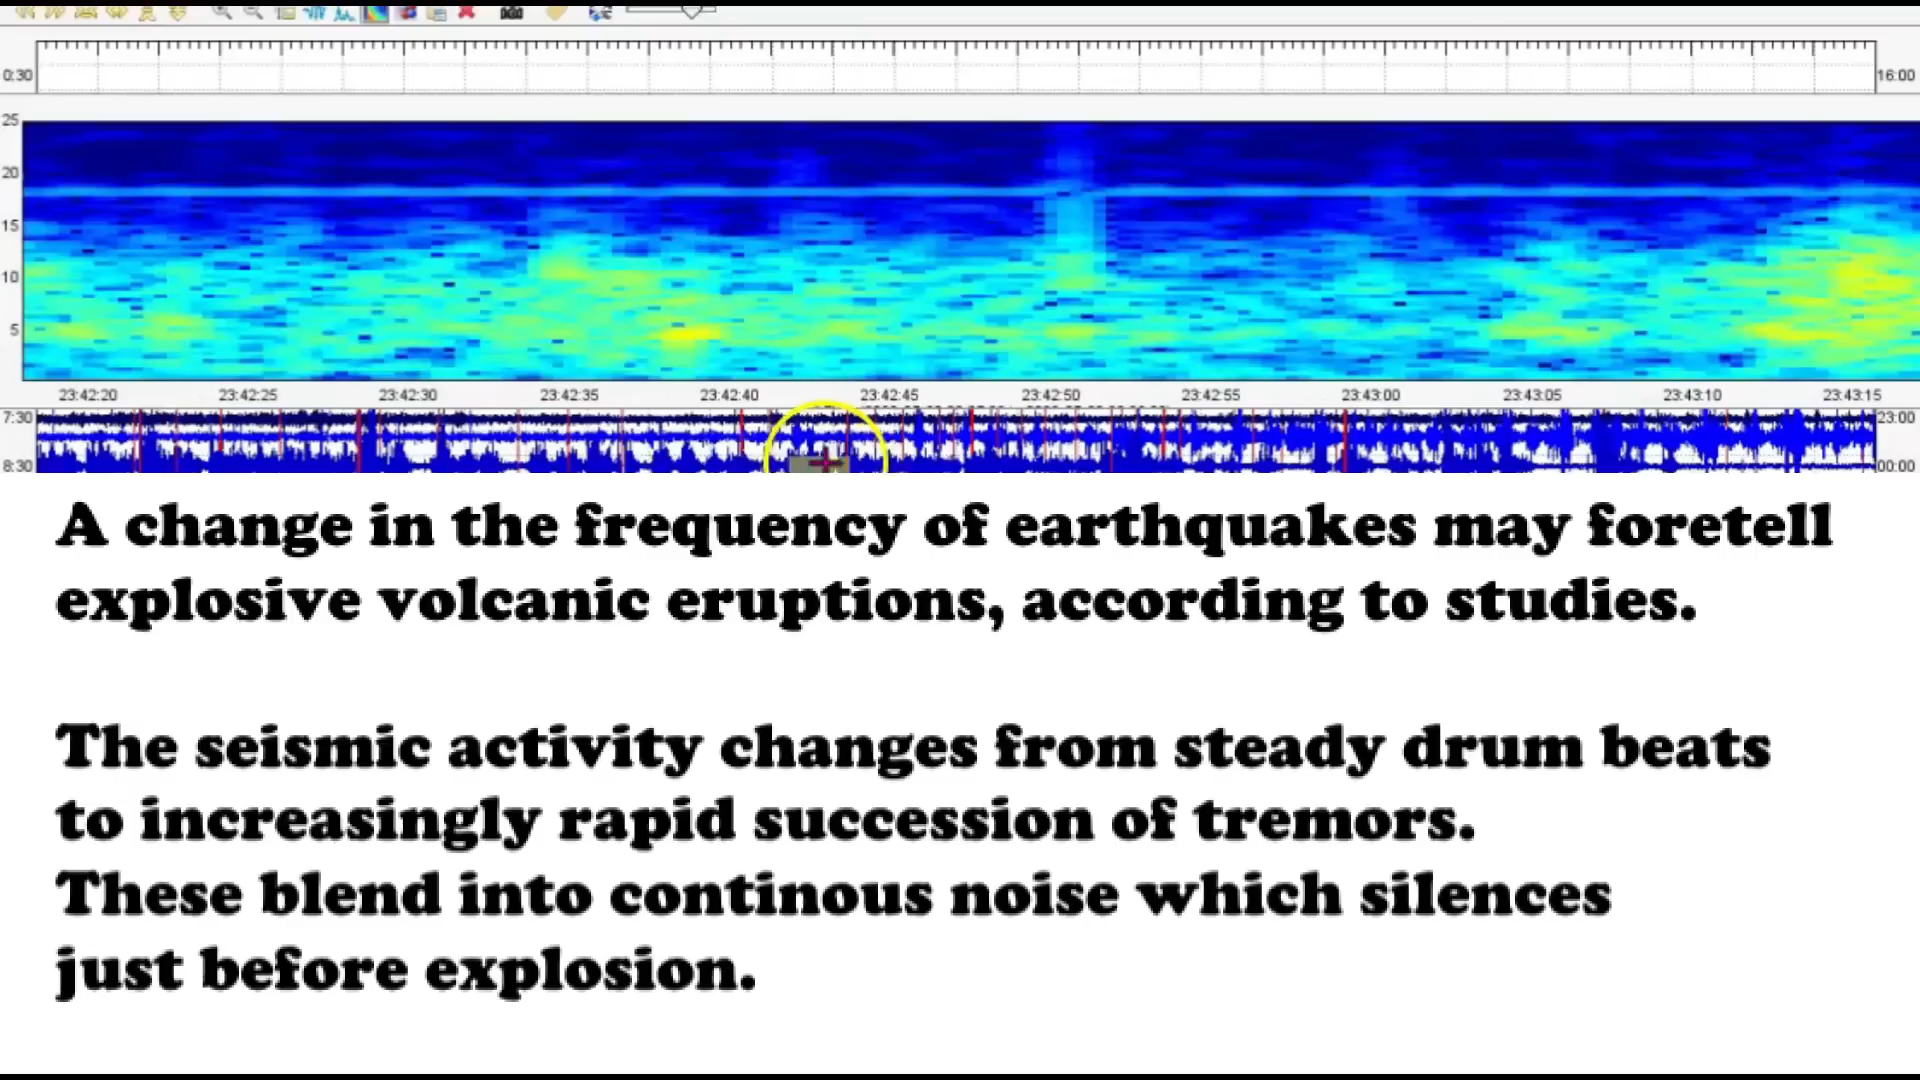 0:30
16:00
25
20
15
10
5
23:42:20 23:42:25 23:42:30 23:42:35 23:42:40 23:42:45 23:42:50 23:42:55 23:43:00 23:43:05 23:43:10 23:43:15
7:30
23:00
8:30
00:00
A change in the frequency of earthquakes may foretell
explosive volcanic eruptions, according to studies.
The seismic activity changes from steady drum beats
to increasingly rapid succession of tremors.
These blend into continous noise which silences
just before explosion.